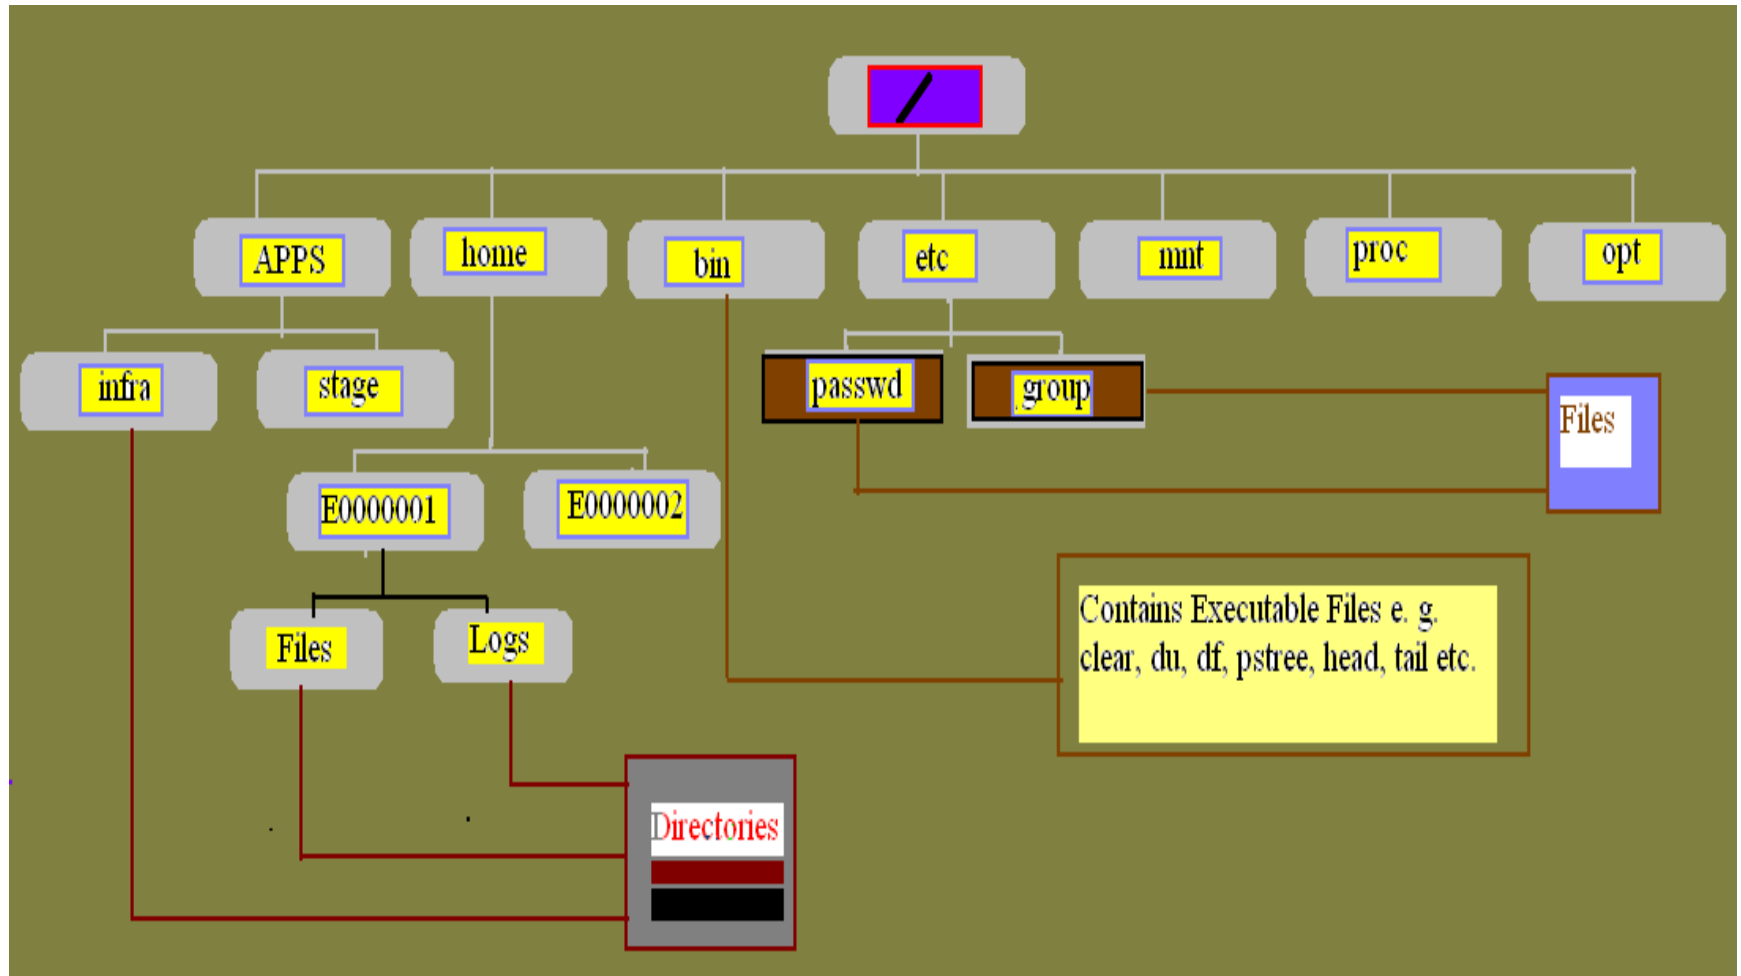 /
APPS
home
bin
etc
mnt
proc
opt
infra
stage
passwd
group
Files
E0000001
E0000002
Files
Logs
Contains Executable Files e. g.
clear, du, df, pstree, head, tail etc.
Directories